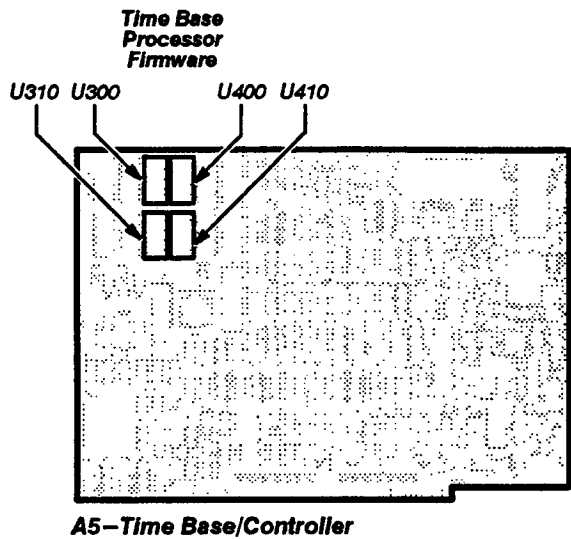 Time Base
Processor
Firmware
U310 U300 U400 U410
A5–Time Base/Controller